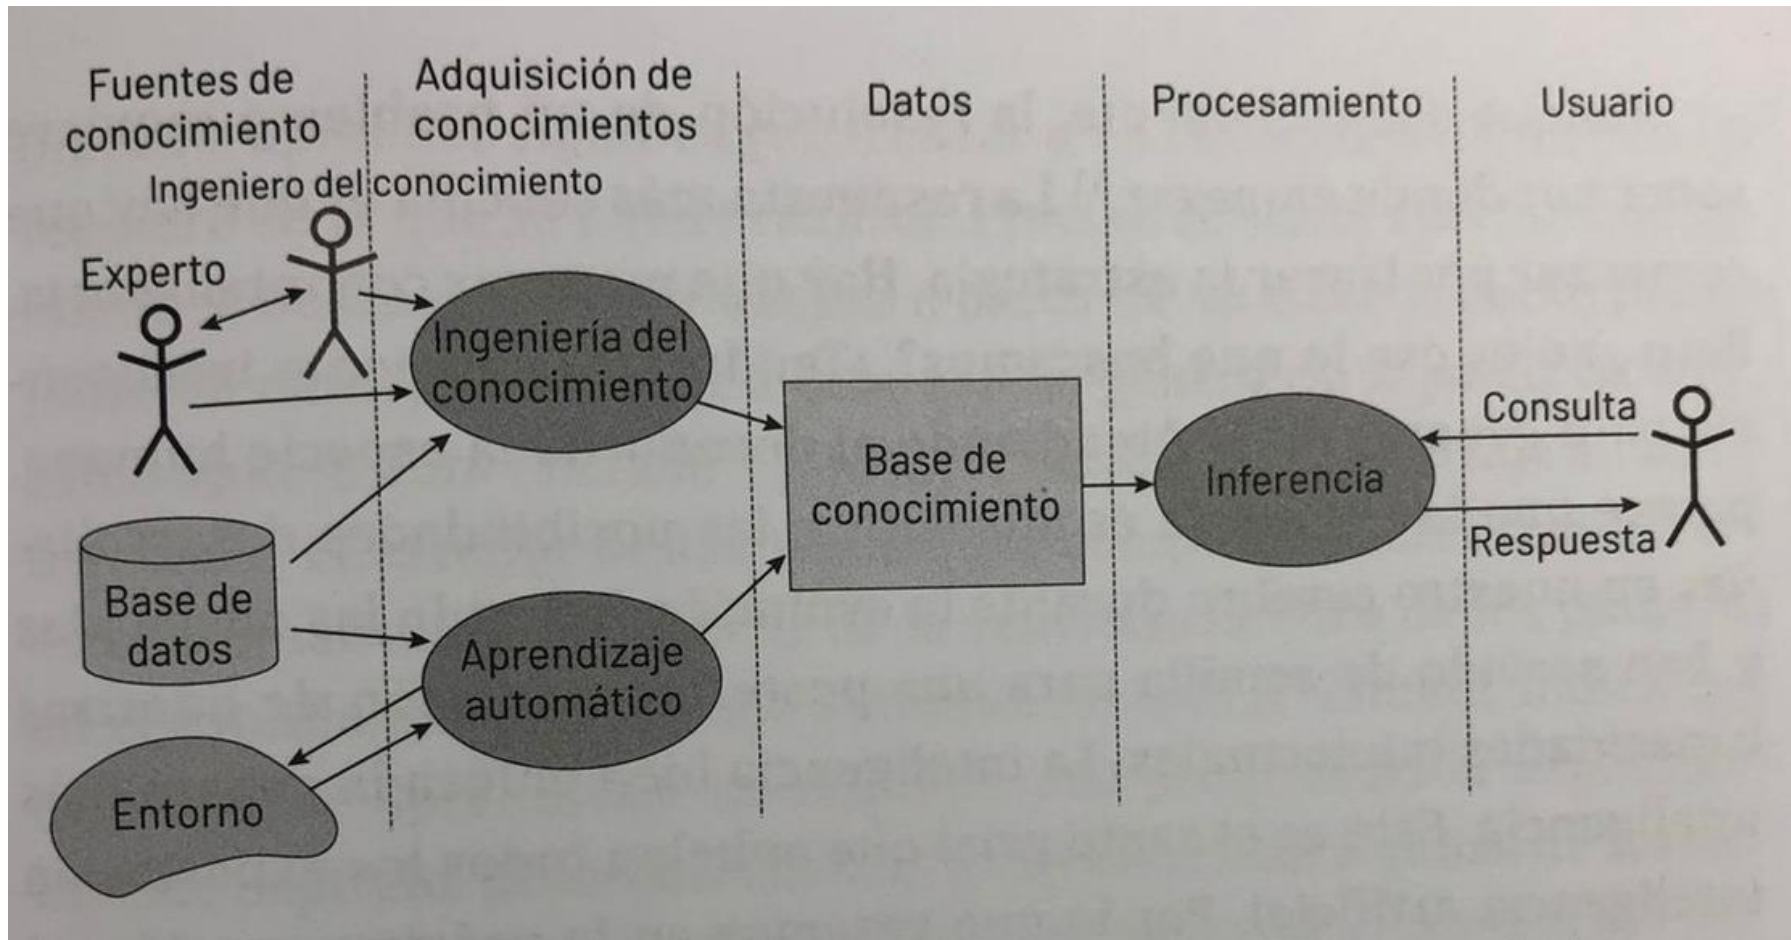 Fuentes de
conocimiento
Adquisición de
conocimientos
Datos
Procesamiento
Usuario
Ingeniero del conocimiento
Experto
Ingeniería del
conocimiento
Base de
conocimiento
Inferencia
Consulta
Respuesta
Base de
datos
Aprendizaje
automático
Entorno